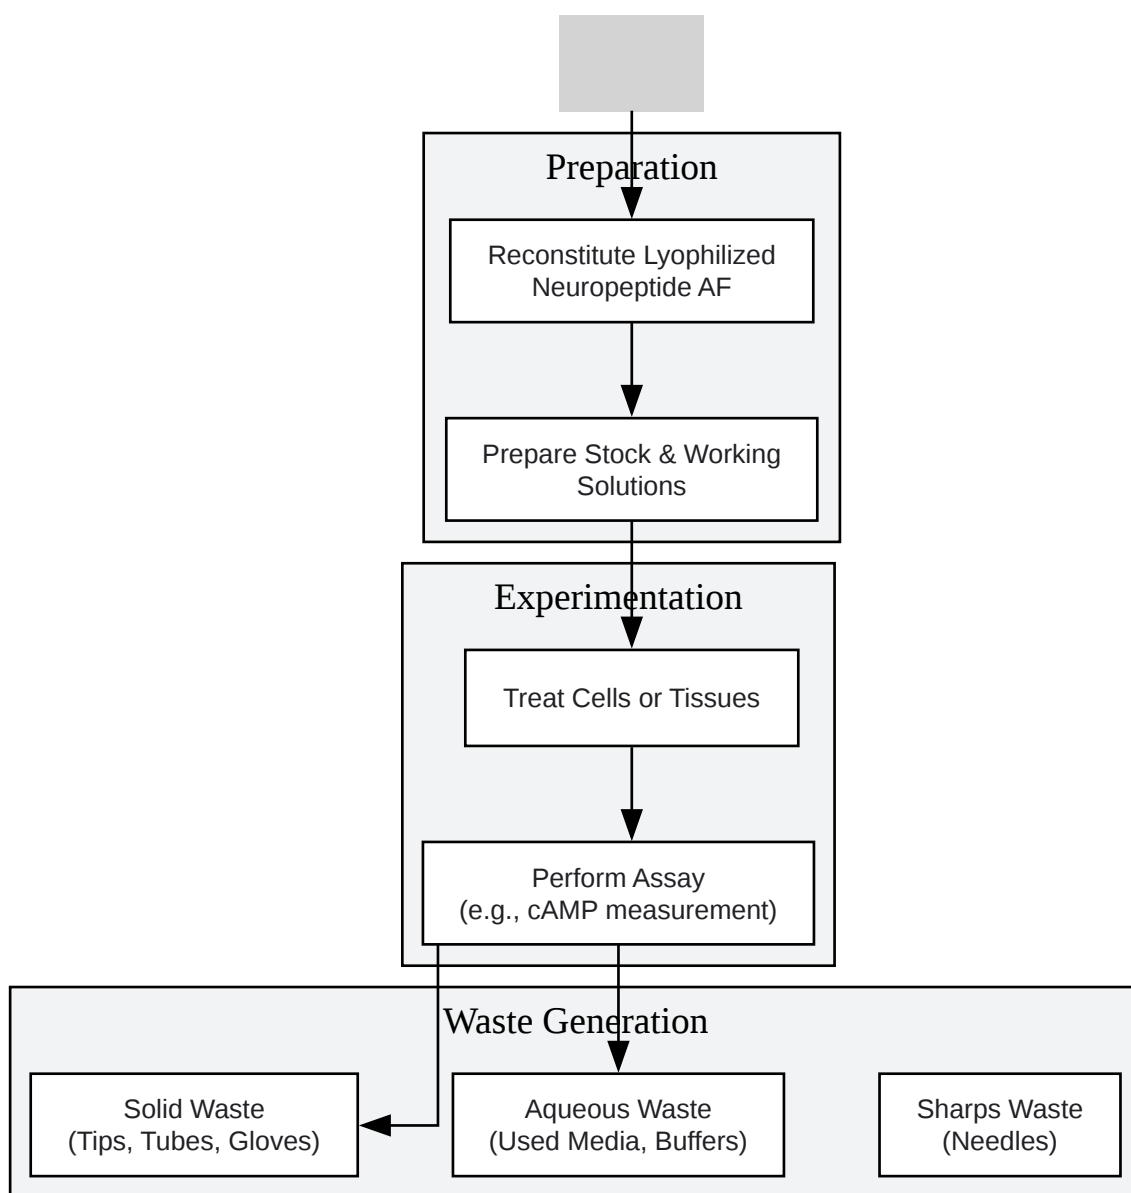 Preparation
Reconstitute Lyophilized
Neuropeptide AF
Prepare Stock & Working
Solutions
Experimentation
Treat Cells or Tissues
Perform Assay
(e.g., cAMP measurement)
Waste Generation
Solid Waste
(Tips, Tubes, Gloves)
Aqueous Waste
(Used Media, Buffers)
Sharps Waste
(Needles)